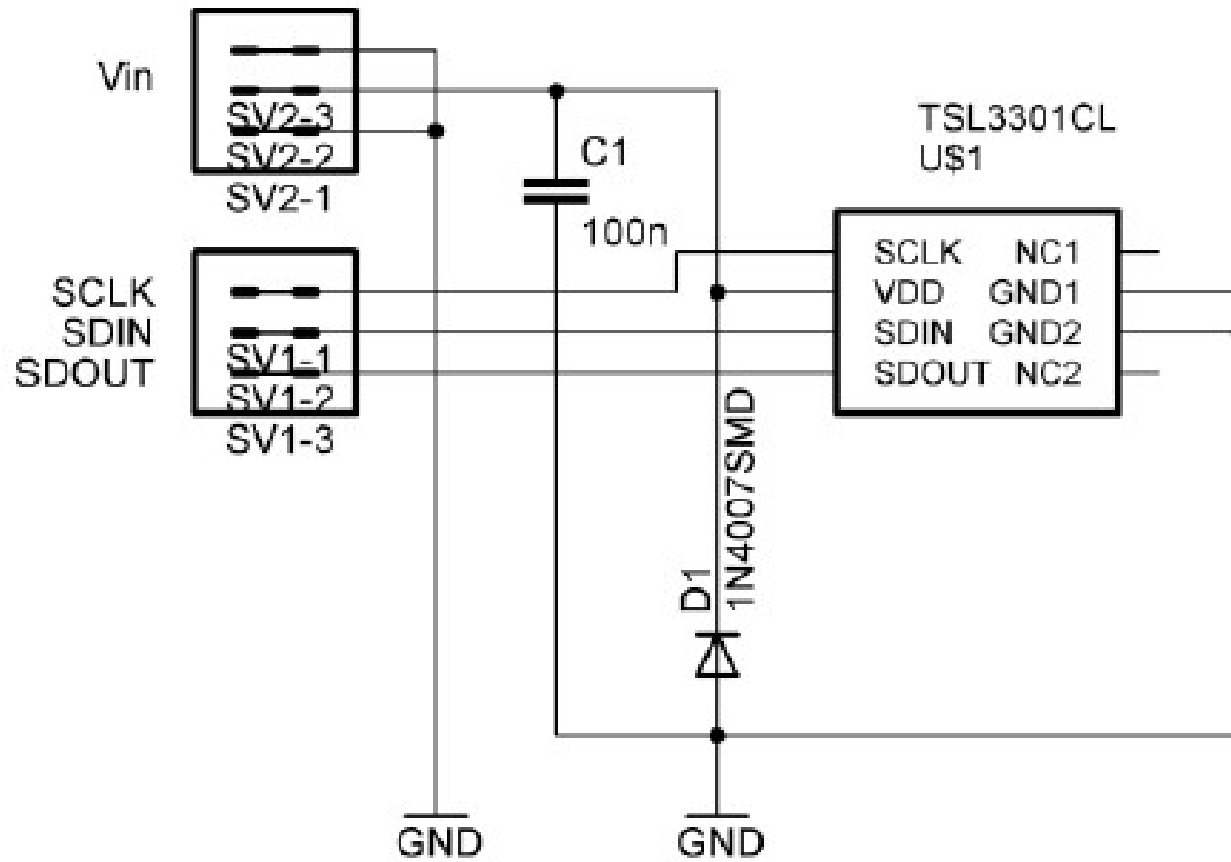 Vin
SV2-3
SV2-2
SV2-1
C1
100n
TSL3301CL
U$1
SCLK NC1
VDD GND1
SDIN GND2
SDOUT NC2
SCLK
SDIN
SDOUT
SV1-1
SV1-2
SV1-3
D1
1N4007SMD
GND
GND